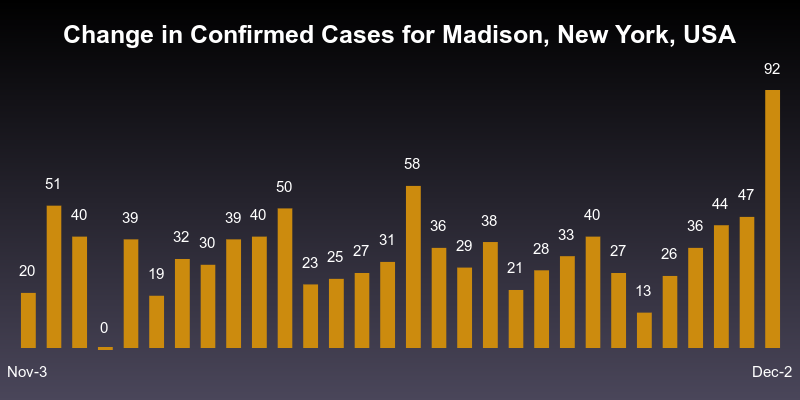 Change in Confirmed Cases for Madison, New York, USA
20 51 40 0 39 19 32 30 39 40 50 23 25 27 31 58 36 29 38 21 28 33 40 27 13 26 36 44 47 92
Nov-3 Dec-2